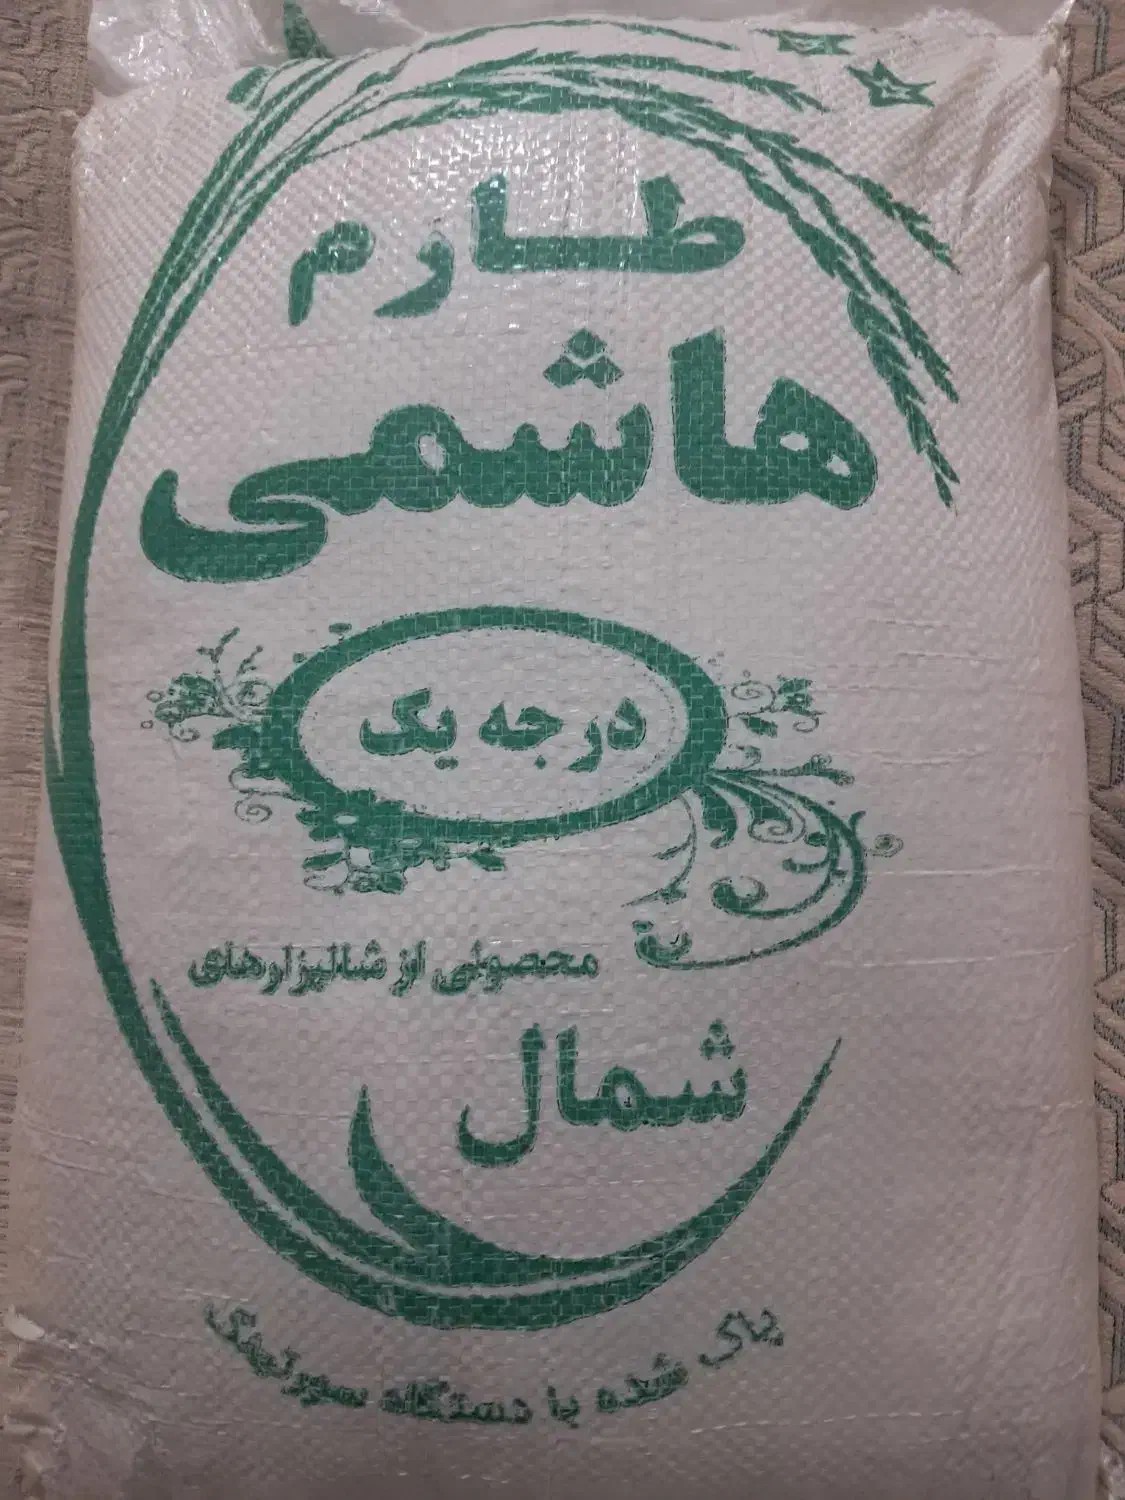 طارم
هاشمی
درجه یک
محصولی از شالیزارهای
شمال
پاک شده با دستگاه سورتینگ